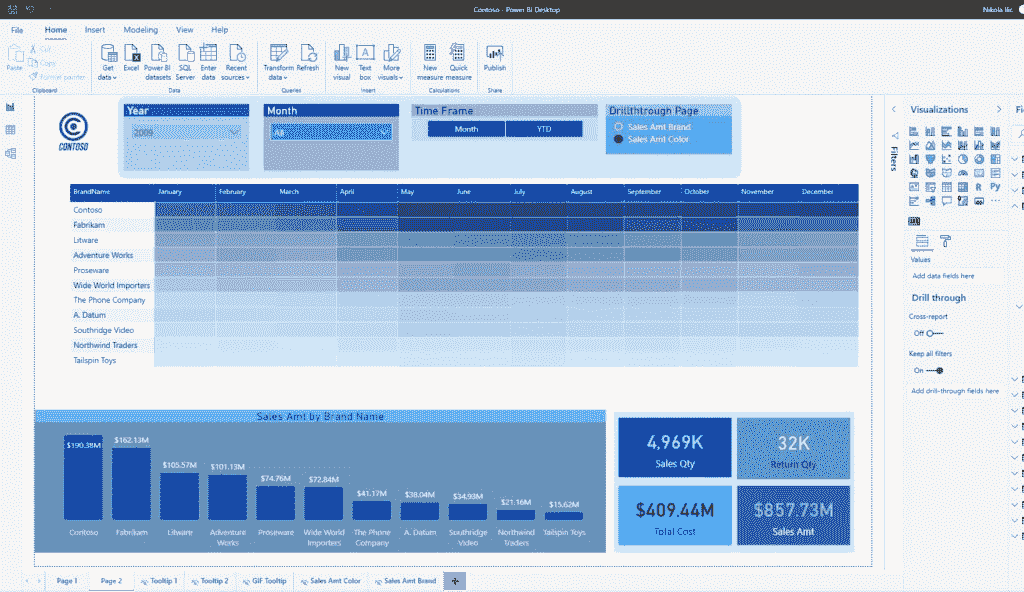 Contoso - Power BI Desktop
Nikola Ilic
File Home Insert Modeling View Help
Paste
Cut
Copy
Format painter
Get data
Excel
Power BI datasets
SQL Server
Enter data
Recent sources
Transform data
Refresh
New visual
Text box
More visuals
New measure
Quick measure
Publish
Clipboard Data Queries Insert Calculations Share
CONTOSO
Year
2009
Month
All
Time Frame
Month YTD
Drillthrough Page
Sales Amt Brand
Sales Amt Color
BrandName January February March April May June July August September October November December
Contoso
Fabrikam
Litware
Adventure Works
Proseware
Wide World Importers
The Phone Company
A. Datum
Southridge Video
Northwind Traders
Tailspin Toys
Sales Amt by Brand Name
$190.38M $162.13M $105.57M $101.13M $74.76M $72.84M $41.17M $38.04M $34.93M $21.16M $15.62M
Contoso Fabrikam Litware Adventure Works Proseware Wide World Importers The Phone Company A. Datum Southridge Video Northwind Traders Tailspin Toys
4,969K
Sales Qty
32K
Return Qty
$409.44M
Total Cost
$857.73M
Sales Amt
Filters
Visualizations
R Py
Values
Add data fields here
Drill through
Cross-report
Off
Keep all filters
On
Add drill-through fields here
Page 1 Page 2 Tooltip 1 Tooltip 2 GIF Tooltip Sales Amt Color Sales Amt Brand +